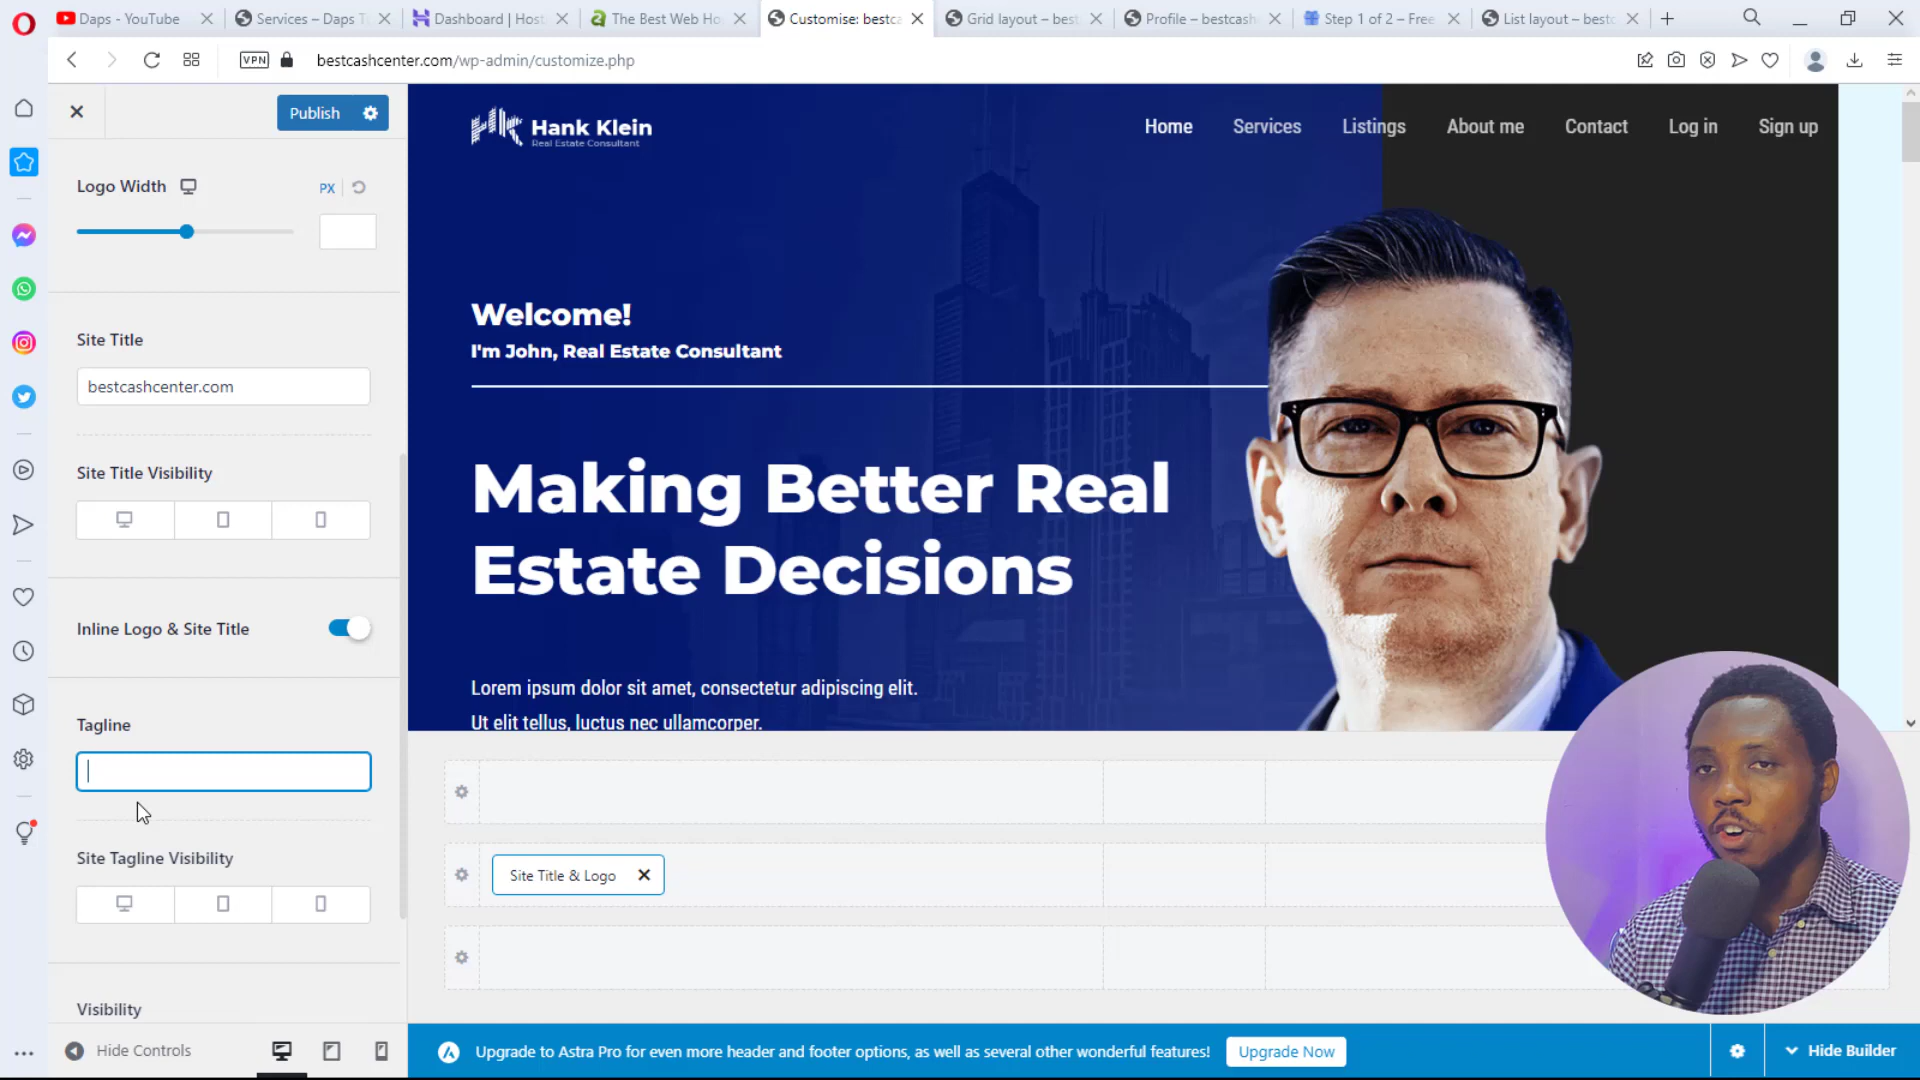 Daps - YouTube
Services – Daps T
Dashboard | Host
The Best Web Ho
Customise: bestca
Grid layout – bes
Profile – bestcash
Step 1 of 2 – Free
List layout – bestc
VPN
bestcashcenter.com/wp-admin/customize.php
Publish
Logo Width
PX
Site Title
bestcashcenter.com
Site Title Visibility
Inline Logo & Site Title
Tagline
Site Tagline Visibility
Visibility
Hide Controls
Hank Klein
Real Estate Consultant
Home
Services
Listings
About me
Contact
Log in
Sign up
Welcome!
I'm John, Real Estate Consultant
Making Better Real
Estate Decisions
Lorem ipsum dolor sit amet, consectetur adipiscing elit.
Ut elit tellus, luctus nec ullamcorper.
Site Title & Logo
Upgrade to Astra Pro for even more header and footer options, as well as several other wonderful features!
Upgrade Now
Hide Builder